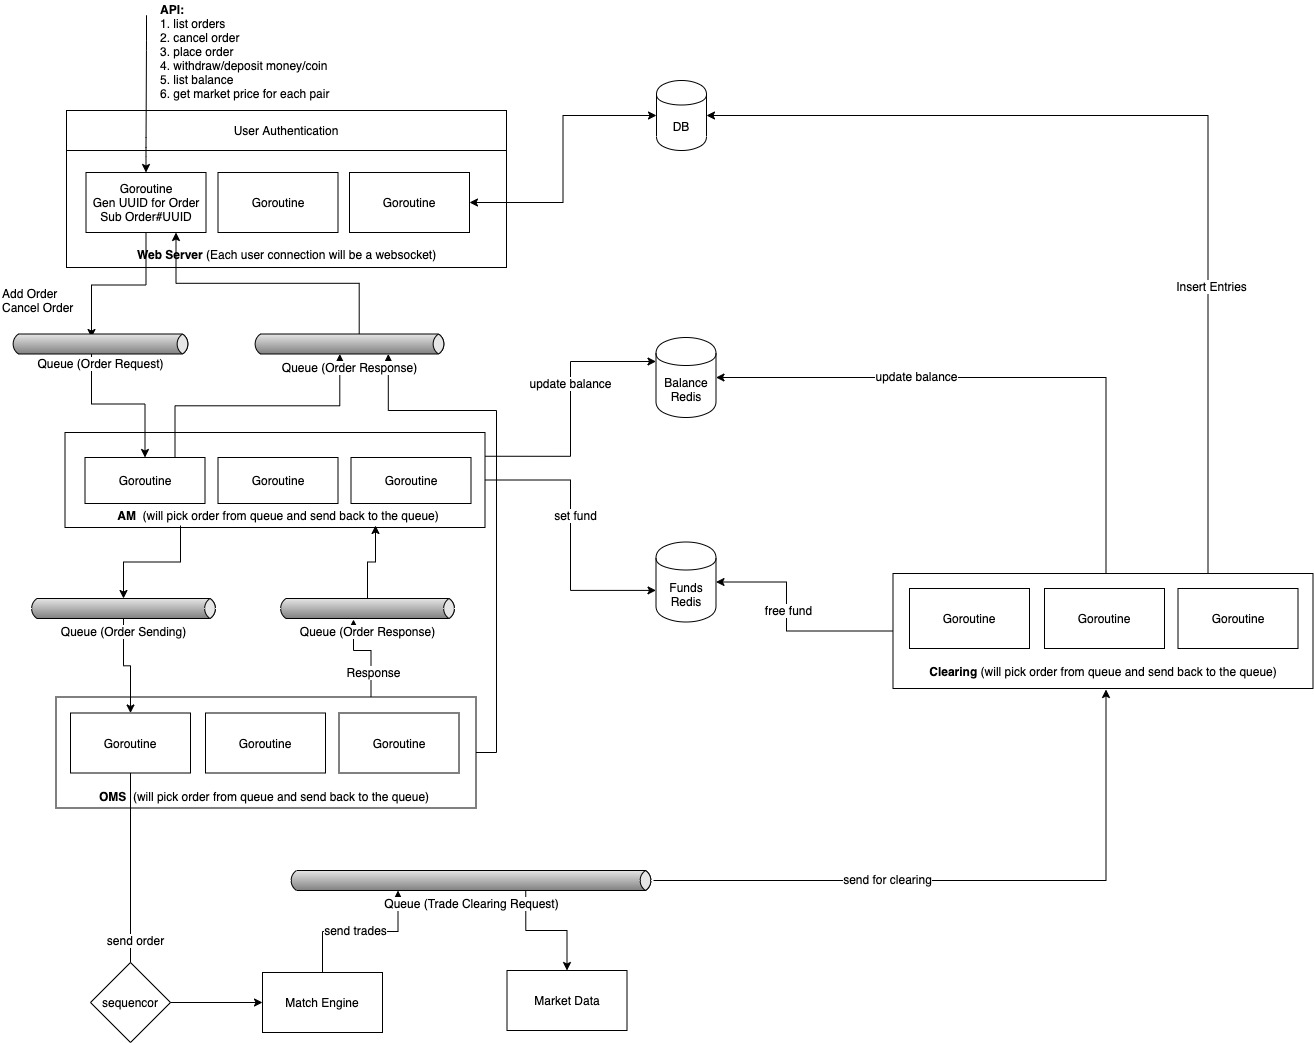 API:
1. list orders
2. cancel order
3. place order
4. withdraw/deposit money/coin
5. list balance
6. get market price for each pair
User Authentication
DB
Goroutine
Gen UUID for Order
Sub Order#UUID
Goroutine
Goroutine
Web Server (Each user connection will be a websocket)
Add Order
Cancel Order
Insert Entries
Queue (Order Request)
Queue (Order Response)
update balance
Balance
Redis
update balance
Goroutine
Goroutine
Goroutine
AM (will pick order from queue and send back to the queue)
set fund
Funds
Redis
free fund
Goroutine
Goroutine
Goroutine
Clearing (will pick order from queue and send back to the queue)
Queue (Order Sending)
Queue (Order Response)
Response
Goroutine
Goroutine
Goroutine
OMS (will pick order from queue and send back to the queue)
send for clearing
Queue (Trade Clearing Request)
send trades
send order
sequencor
Match Engine
Market Data